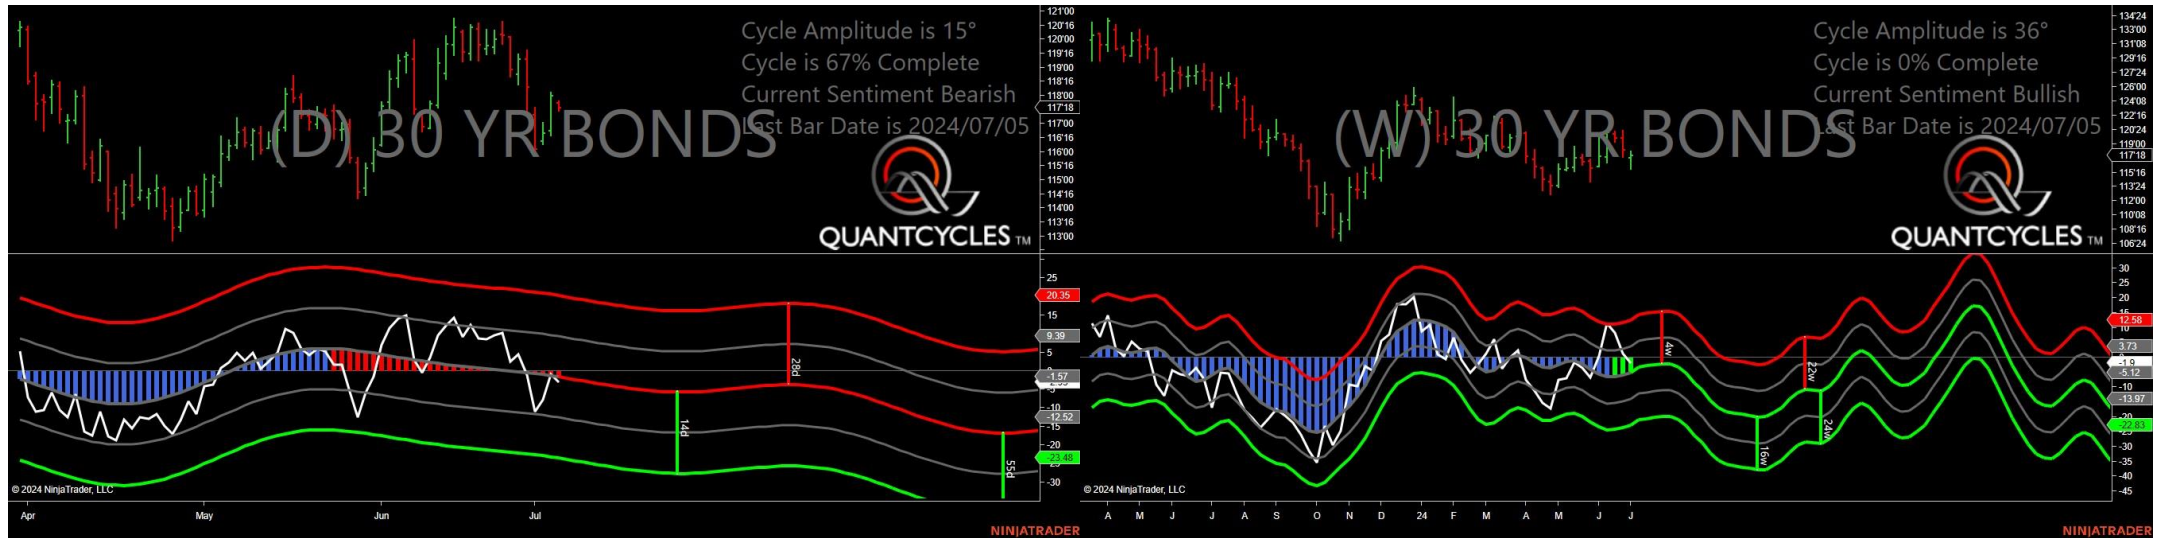 Cycle Amplitude is 15°
Cycle is 67% Complete
Current Sentiment Bearish
Last Bar Date is 2024/07/05
(D) 30 YR BONDS
QUANTCYCLES TM
121'00
120'16
120'00
119'16
119'00
118'16
118'00
117'18
117'00
116'16
116'00
115'16
115'00
114'16
114'00
113'16
113'00
25
20.35
15
9.39
5
-1.57
-10
-12.52
-15
-20
-23.48
-30
28d
14d
55d
© 2024 NinjaTrader, LLC
Apr
May
Jun
Jul
NINJATRADER
Cycle Amplitude is 36°
Cycle is 0% Complete
Current Sentiment Bullish
Last Bar Date is 2024/07/05
(W) 30 YR BONDS
QUANTCYCLES TM
134'24
133'00
131'08
129'16
127'24
126'00
124'08
122'16
120'24
119'00
117'18
115'16
113'24
112'00
110'08
108'16
106'24
30
25
20
15
12.58
3.73
-1.9
-5.12
-10
-13.97
-22.83
-30
-35
-40
-45
4w
22w
24w
16w
© 2024 NinjaTrader, LLC
A
M
J
J
A
S
O
N
D
24
F
M
A
M
J
J
NINJATRADER